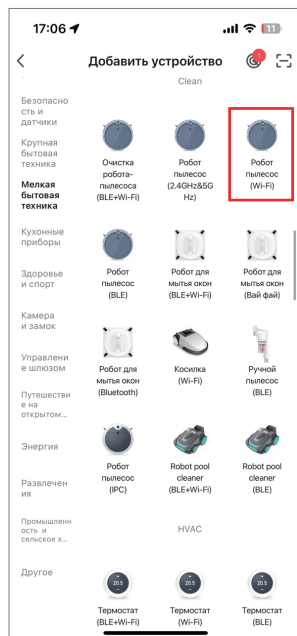 17:06
11
Добавить устройство
1
Clean
Безопасно
сть и
датчики
Крупная
бытовая
техника
Мелкая
бытовая
техника
Кухонные
приборы
Здоровье
и спорт
Камера
и замок
Управлени
е шлюзом
Путешестви
е на
открытом...
Энергия
Развлечен
ия
Промышленн
ость и
сельское х...
Другое
Очистка
робота-
пылесоса
(BLE+Wi-Fi)
Робот
пылесос
(2.4GHz&5G
Hz)
Робот
пылесос
(Wi-Fi)
Робот
пылесос
(BLE)
Робот для
мытья окон
(BLE+Wi-Fi)
Робот для
мытья окон
(Вай фай)
Робот для
мытья окон
(Bluetooth)
Косилка
(Wi-Fi)
Ручной
пылесос
(BLE)
Робот
пылесос
(IPC)
Robot pool
cleaner
(BLE+Wi-Fi)
Robot pool
cleaner
(BLE)
HVAC
20.5
20.5
20.5
Термостат
(BLE+Wi-Fi)
Термостат
(Wi-Fi)
Термостат
(BLE)